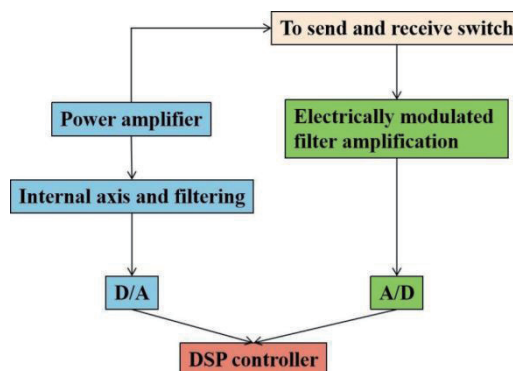 To send and receive switch
Power amplifier
Electrically modulated
filter amplification
Internal axis and filtering
D/A
A/D
DSP controller